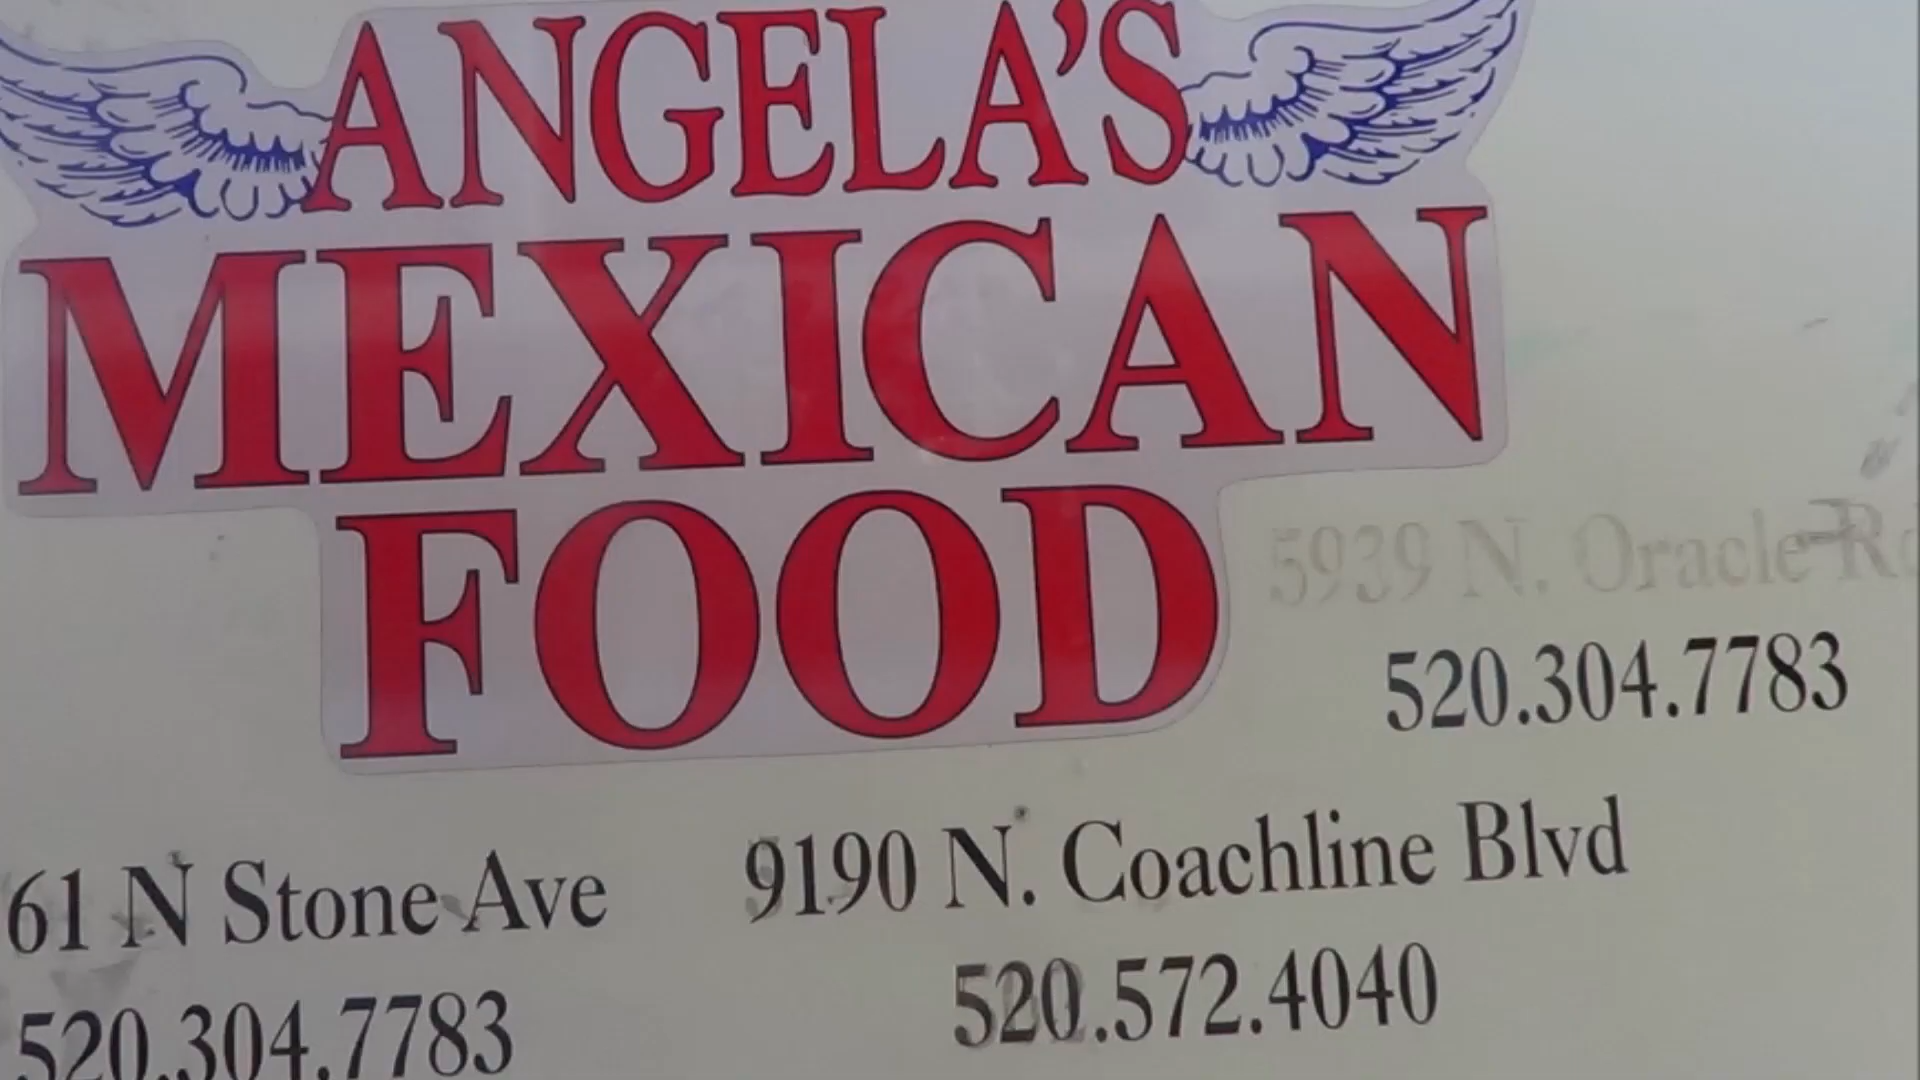 ANGELA'S
MEXICAN
FOOD
5939 N. Oracle
520.304.7783
61 N Stone Ave
520.304.7783
9190 N. Coachline Blvd
520.572.4040